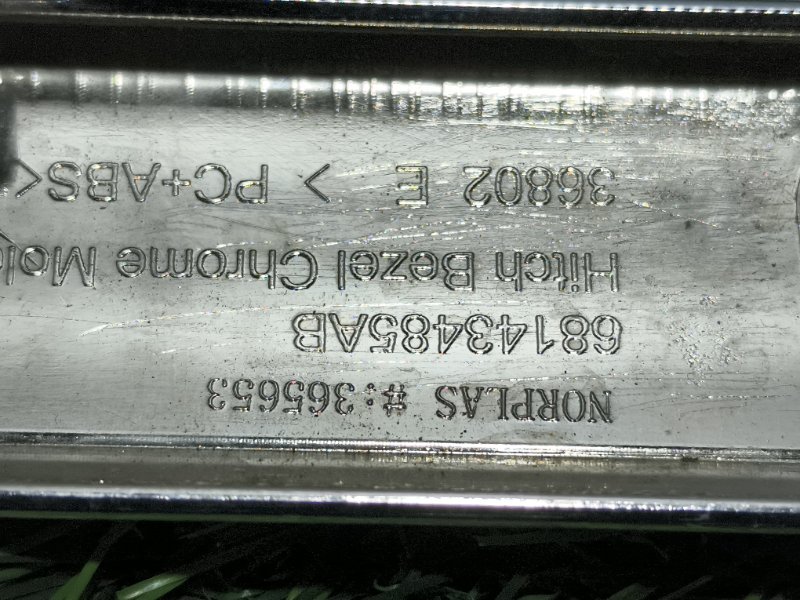 NORPLAS #:365653
68143485AB
Hitch Bezel Chrome Mol
36802 E > PC+ABS<